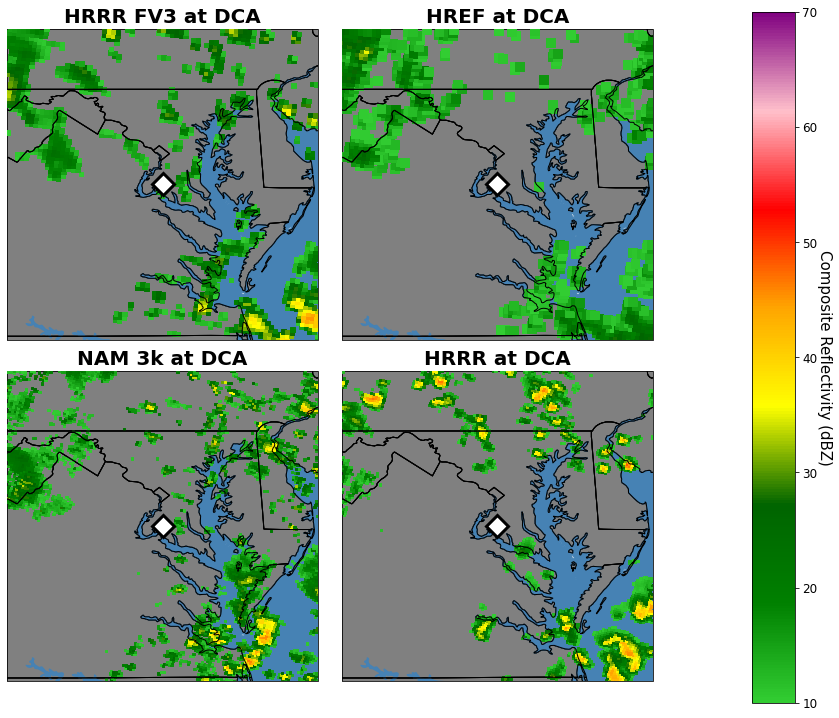 HRRR FV3 at DCA
HREF at DCA
NAM 3k at DCA
HRRR at DCA
70
60
50
40
30
20
10
Composite Reflectivity (dBZ)